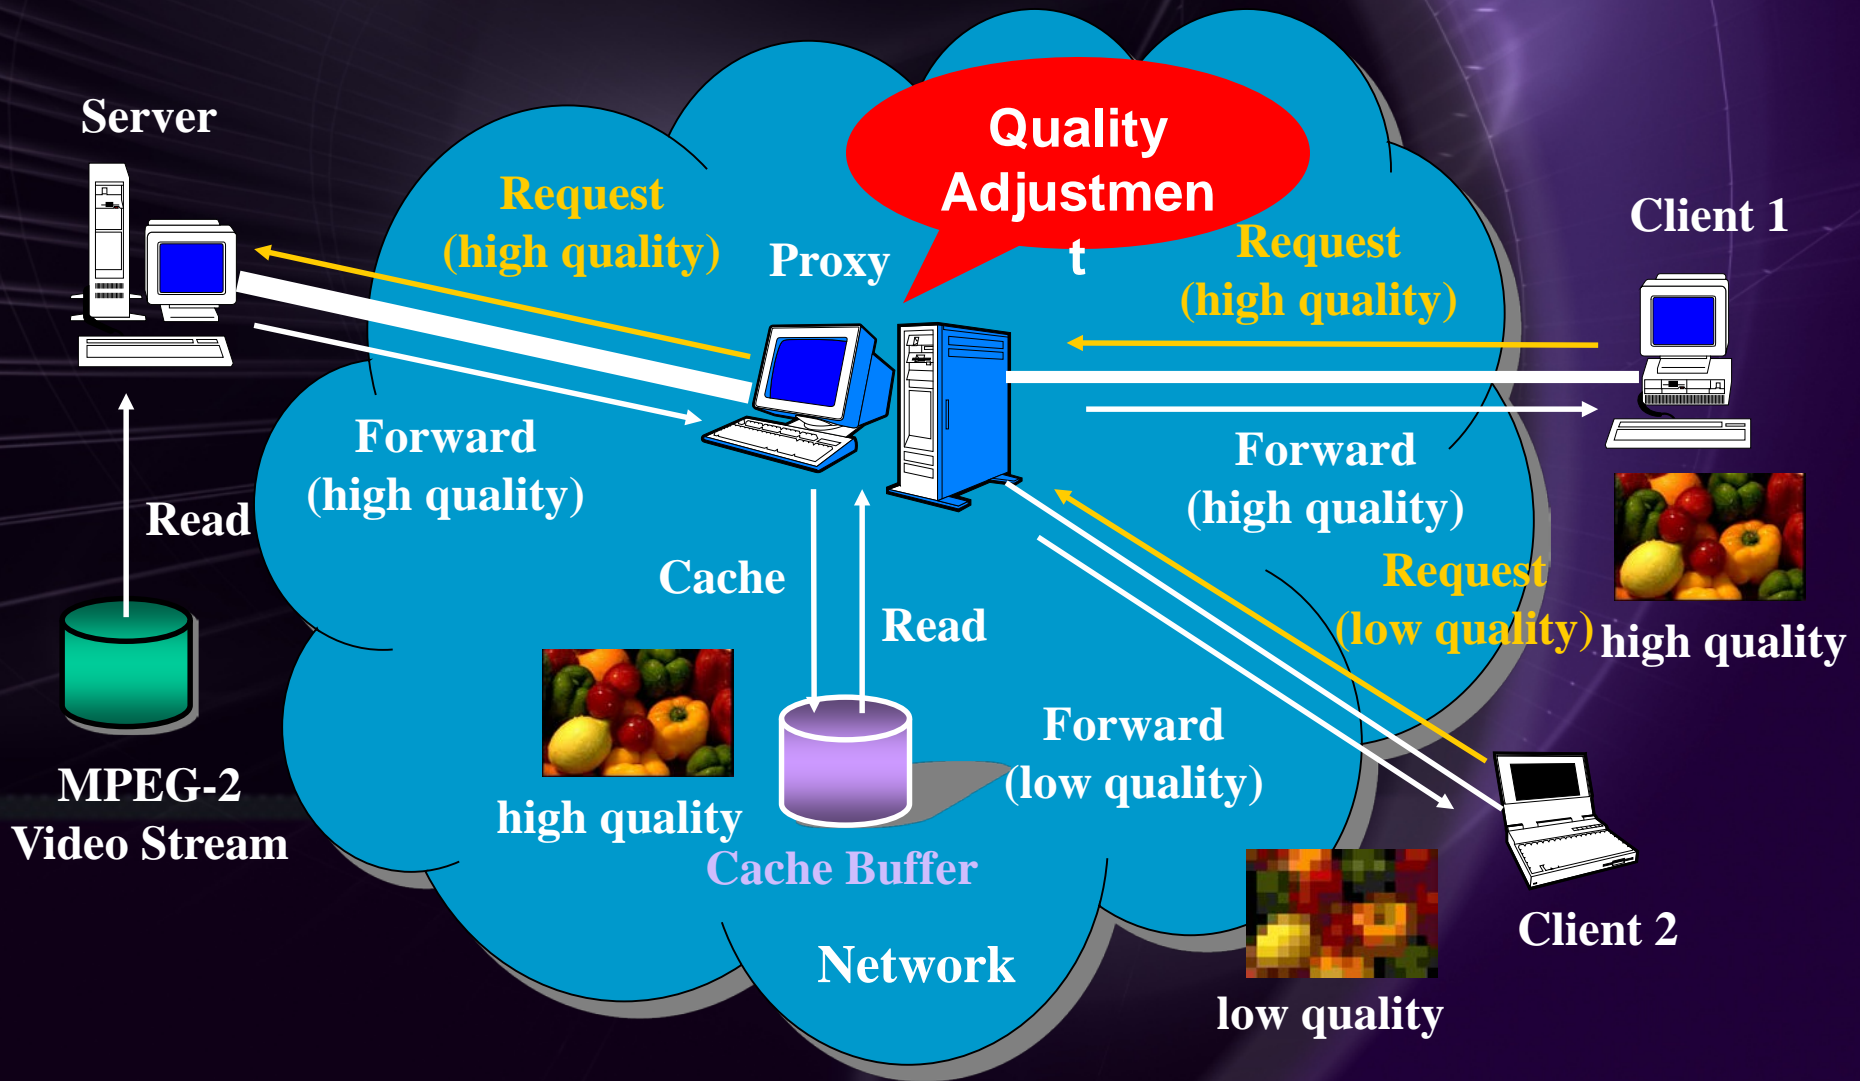 Server
Request
(high quality)
Proxy
Quality
Adjustmen
t
Request
(high quality)
Client 1
Forward
(high quality)
Read
Cache
Read
Forward
(high quality)
Request
(low quality)
high quality
MPEG-2
Video Stream
high quality
Cache Buffer
Forward
(low quality)
Client 2
low quality
Network